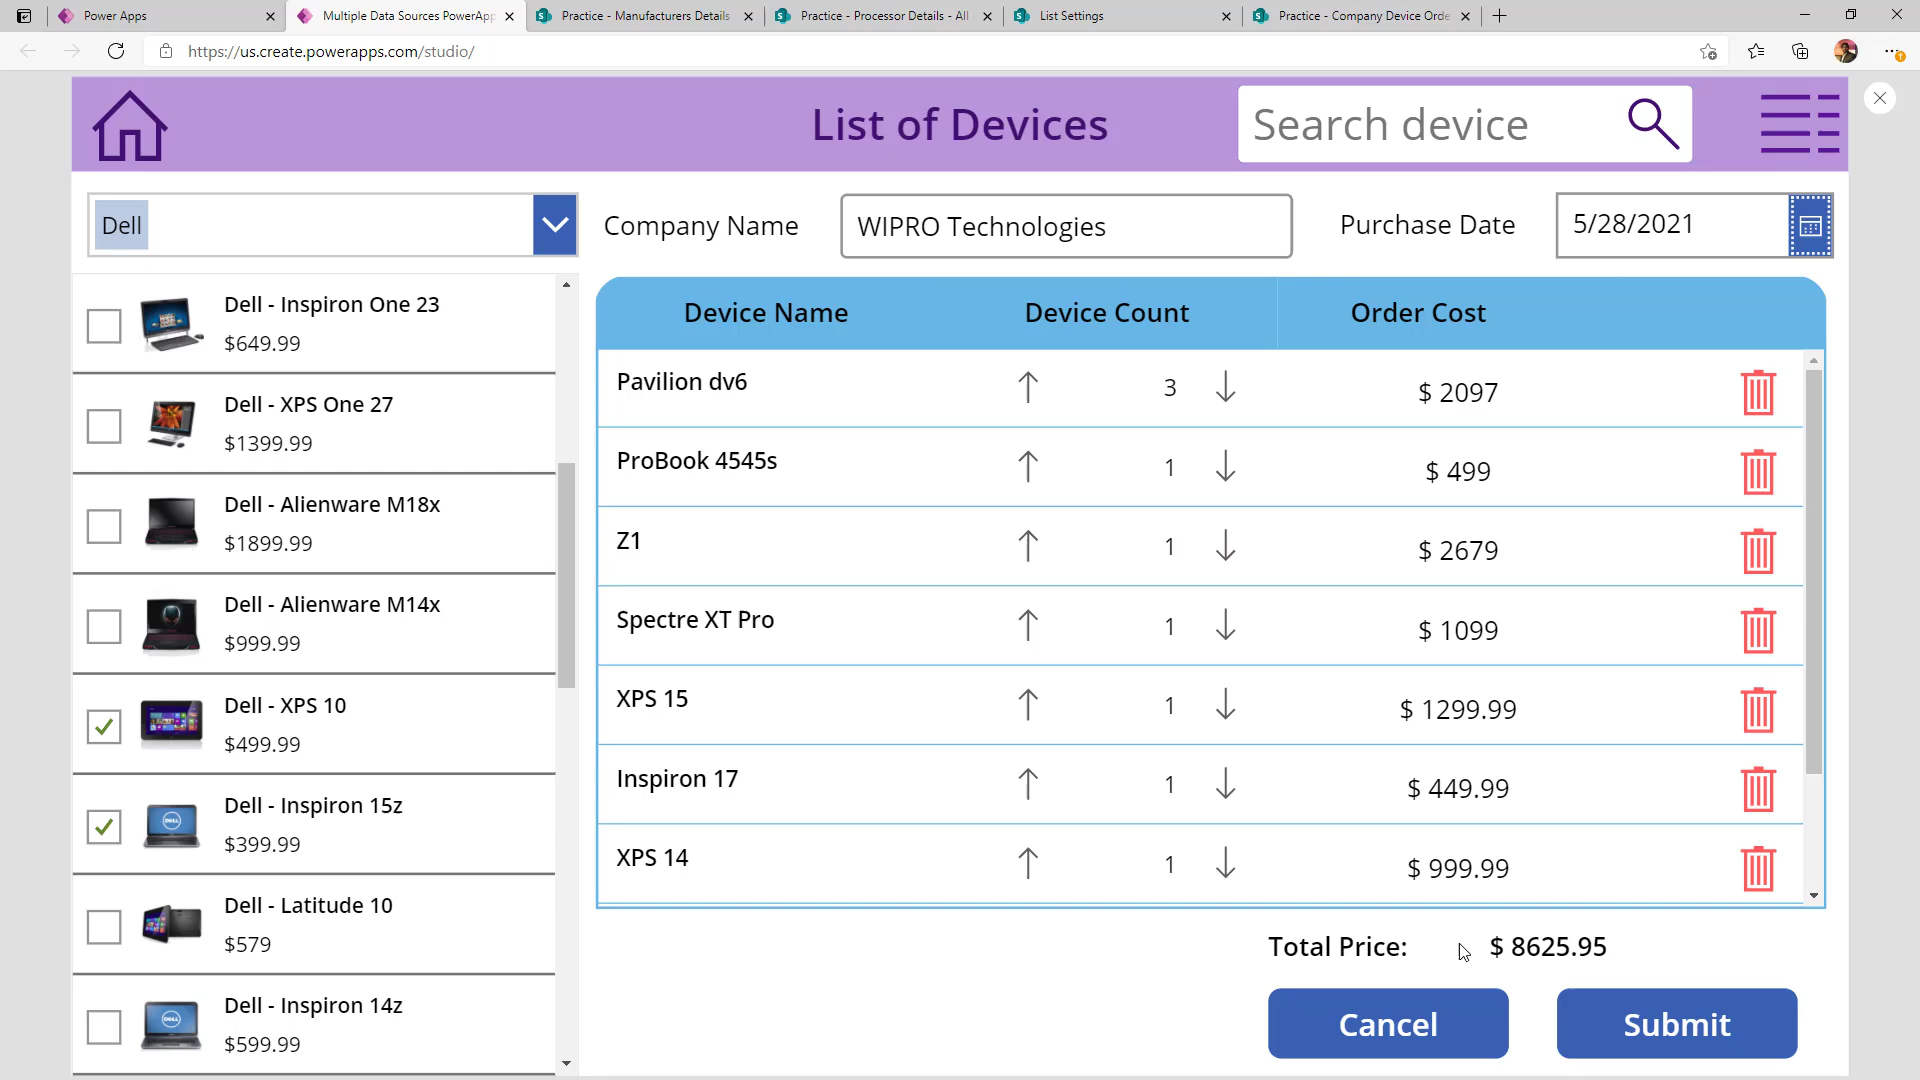 Power Apps
Multiple Data Sources PowerApp
Practice - Manufacturers Details
Practice - Processor Details - All
List Settings
Practice - Company Device Orde
https://us.create.powerapps.com/studio/
List of Devices
Search device
Dell
Company Name
WIPRO Technologies
Purchase Date
5/28/2021
Dell - Inspiron One 23
$649.99
Dell - XPS One 27
$1399.99
Dell - Alienware M18x
$1899.99
Dell - Alienware M14x
$999.99
Dell - XPS 10
$499.99
Dell - Inspiron 15z
$399.99
Dell - Latitude 10
$579
Dell - Inspiron 14z
$599.99
Device Name Device Count Order Cost
Pavilion dv6 3 $ 2097
ProBook 4545s 1 $ 499
Z1 1 $ 2679
Spectre XT Pro 1 $ 1099
XPS 15 1 $ 1299.99
Inspiron 17 1 $ 449.99
XPS 14 1 $ 999.99
Total Price: $ 8625.95
Cancel
Submit